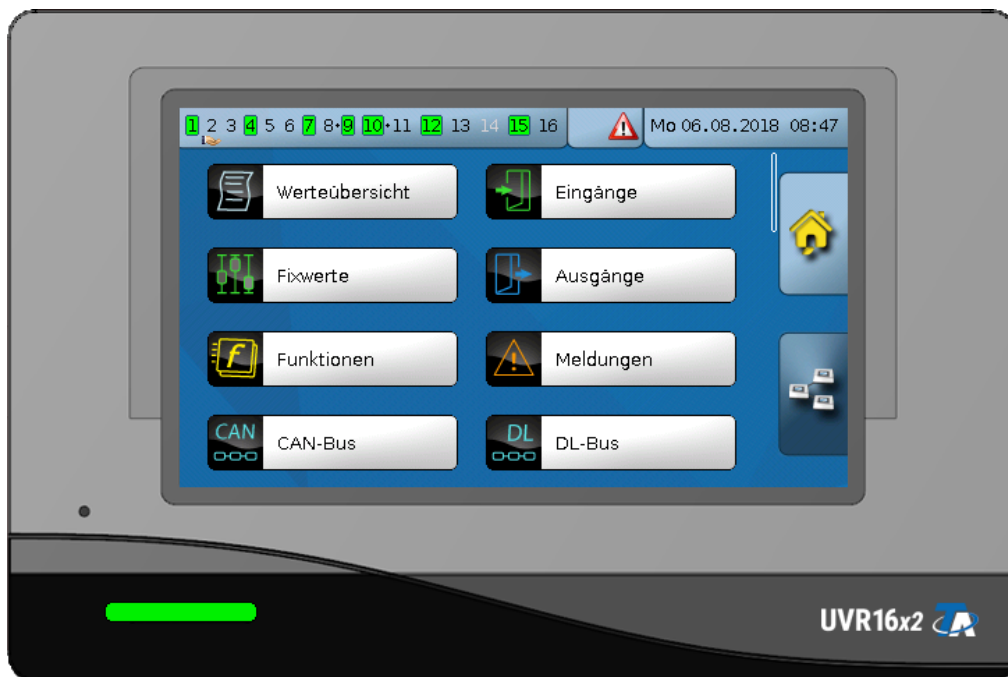 1 2 3 4 5 6 7 8•9 10•11 12 13 14 15 16 Mo 06.08.2018 08:47
Werteübersicht Eingänge
Fixwerte Ausgänge
f Funktionen Meldungen
CAN CAN-Bus DL DL-Bus
UVR16x2 TA